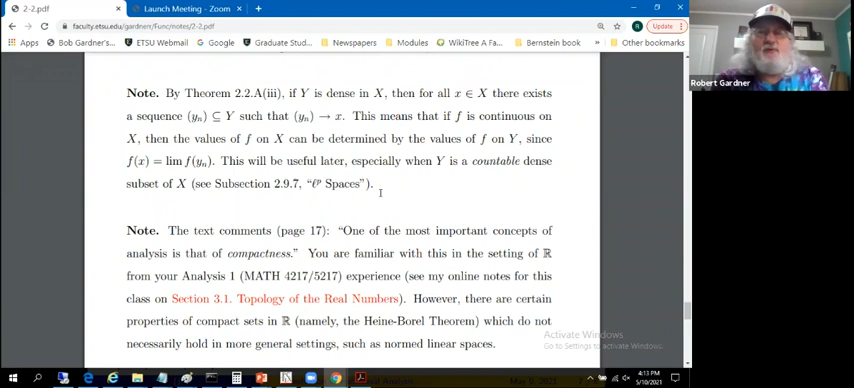 2-2.pdf
Launch Meeting - Zoom
faculty.etsu.edu/gardnerr/Func/notes/2-2.pdf
Update
Apps
Bob Gardner's
ETSU Webmail
Google
Graduate Stud...
Newspapers
Modules
WikiTree A Fa...
Bernstein book
Other bookmarks
Robert Gardner
Note. By Theorem 2.2.A(iii), if Y is dense in X, then for all x ∈ X there exists
a sequence (yₙ) ⊆ Y such that (yₙ) → x. This means that if f is continuous on
X, then the values of f on X can be determined by the values of f on Y, since
f(x) = lim f(yₙ). This will be useful later, especially when Y is a countable dense
subset of X (see Subsection 2.9.7, “ℓᵖ Spaces”).
Note. The text comments (page 17): “One of the most important concepts of
analysis is that of compactness.” You are familiar with this in the setting of ℝ
from your Analysis 1 (MATH 4217/5217) experience (see my online notes for this
class on Section 3.1. Topology of the Real Numbers). However, there are certain
properties of compact sets in ℝ (namely, the Heine-Borel Theorem) which do not
necessarily hold in more general settings, such as normed linear spaces.
Activate Windows
Go to Settings to activate Windows.
4:13 PM
5/10/2021